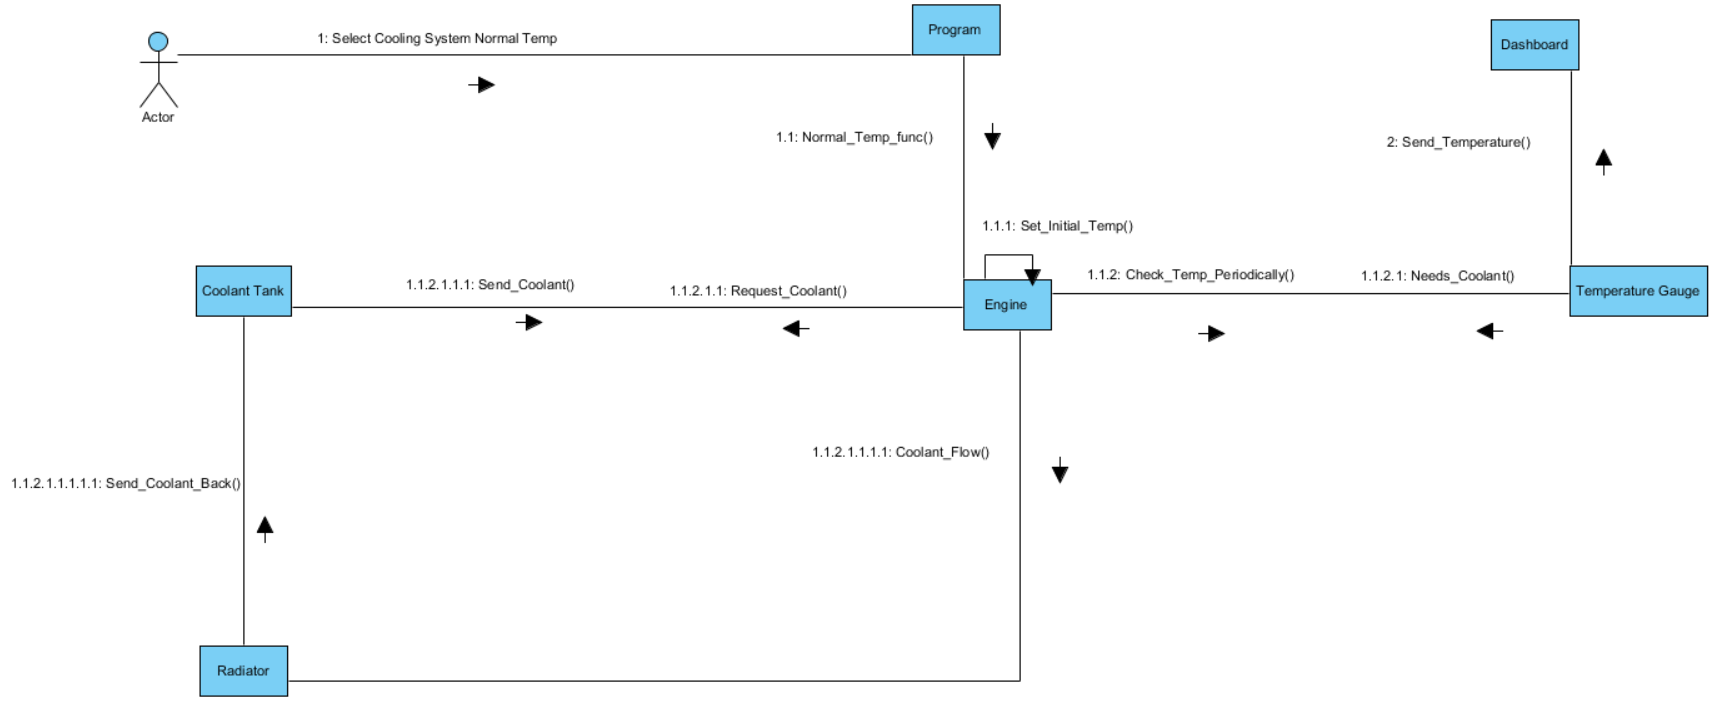 Program
1: Select Cooling System Normal Temp
Dashboard
Actor
1.1: Normal_Temp_func()
2: Send_Temperature()
1.1.1: Set_Initial_Temp()
Coolant Tank
1.1.2.1.1.1: Send_Coolant()
1.1.2.1.1: Request_Coolant()
Engine
1.1.2: Check_Temp_Periodically()
1.1.2.1: Needs_Coolant()
Temperature Gauge
1.1.2.1.1.1.1: Coolant_Flow()
1.1.2.1.1.1.1.1: Send_Coolant_Back()
Radiator